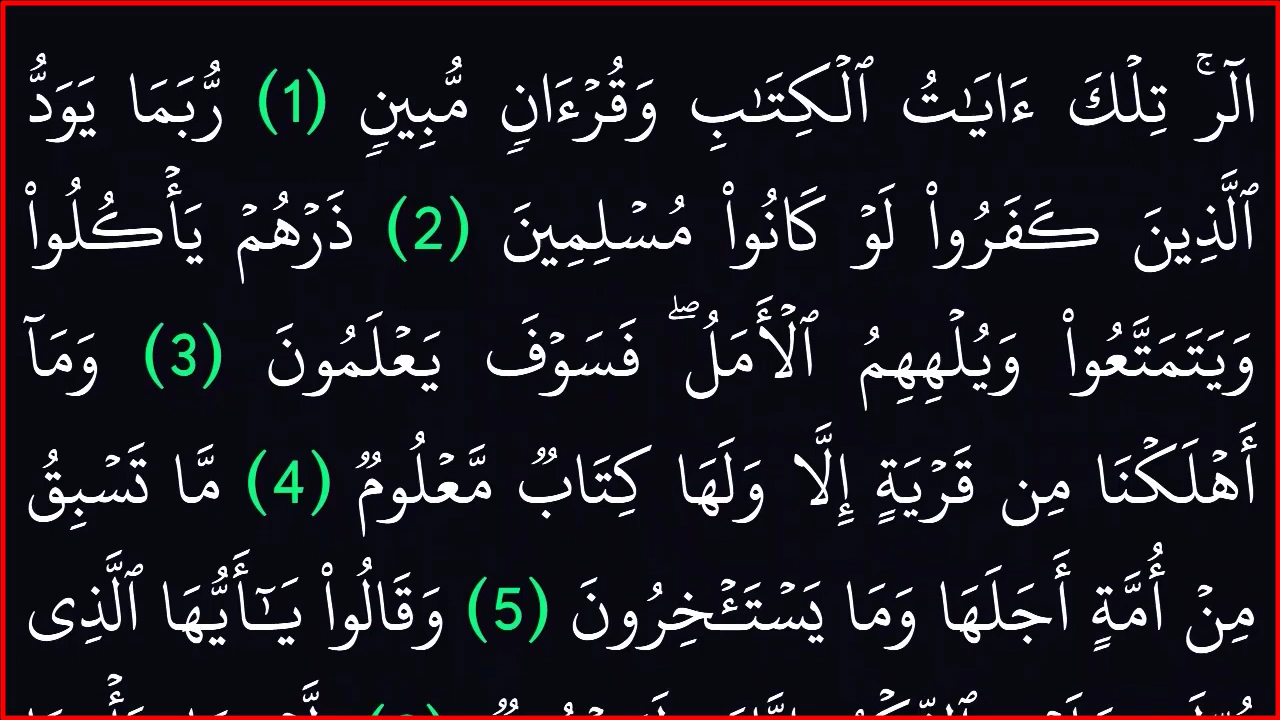 الٓرۚ تِلۡكَ ءَايَٰتُ ٱلۡكِتَٰبِ وَقُرۡءَانٖ مُّبِينٖ (1) رُّبَمَا يَوَدُّ
ٱلَّذِينَ كَفَرُواْ لَوۡ كَانُواْ مُسۡلِمِينَ (2) ذَرۡهُمۡ يَأۡكُلُواْ
وَيَتَمَتَّعُواْ وَيُلۡهِهِمُ ٱلۡأَمَلُۖ فَسَوۡفَ يَعۡلَمُونَ (3) وَمَآ
أَهۡلَكۡنَا مِن قَرۡيَةٍ إِلَّا وَلَهَا كِتَابٞ مَّعۡلُومٞ (4) مَّا تَسۡبِقُ
مِنۡ أُمَّةٍ أَجَلَهَا وَمَا يَسۡتَـٔۡخِرُونَ (5) وَقَالُواْ يَـٰٓأَيُّهَا ٱلَّذِى